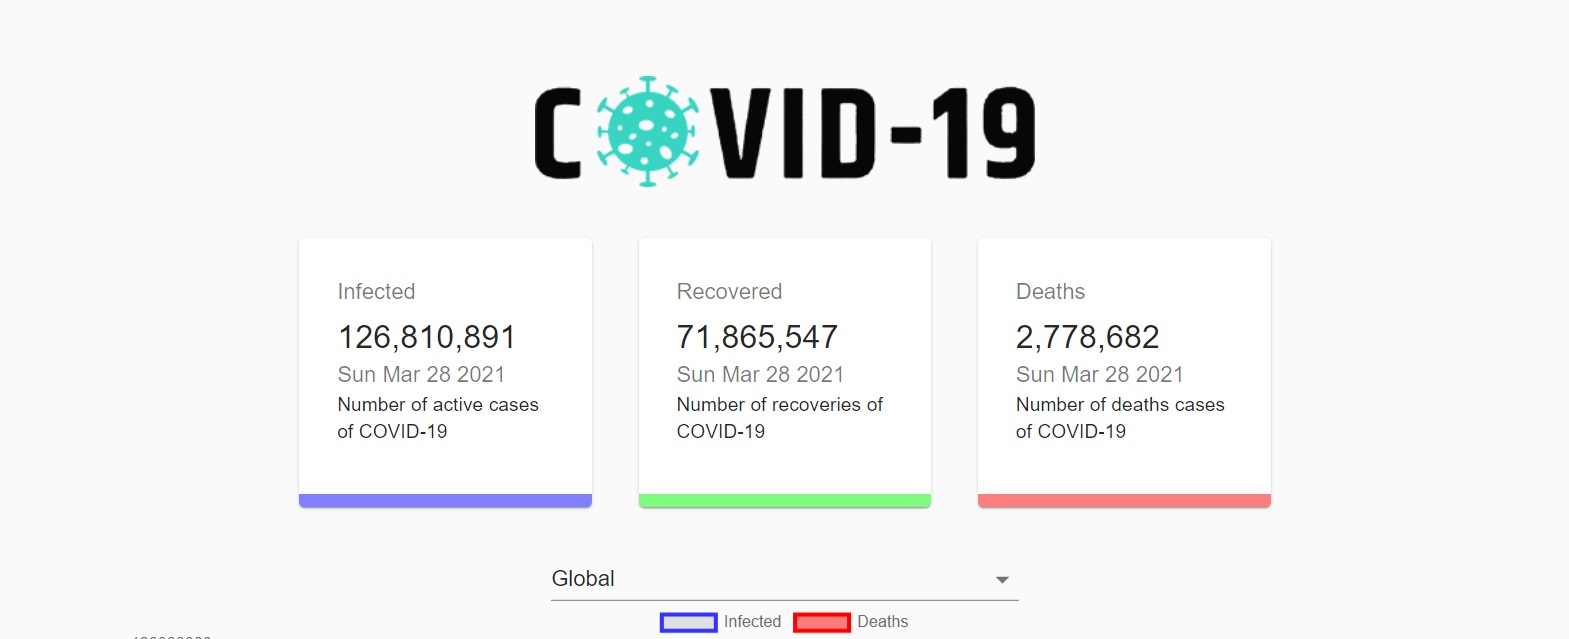 COVID-19
Infected
126,810,891
Sun Mar 28 2021
Number of active cases
of COVID-19
Recovered
71,865,547
Sun Mar 28 2021
Number of recoveries of
COVID-19
Deaths
2,778,682
Sun Mar 28 2021
Number of deaths cases
of COVID-19
Global
Infected Deaths